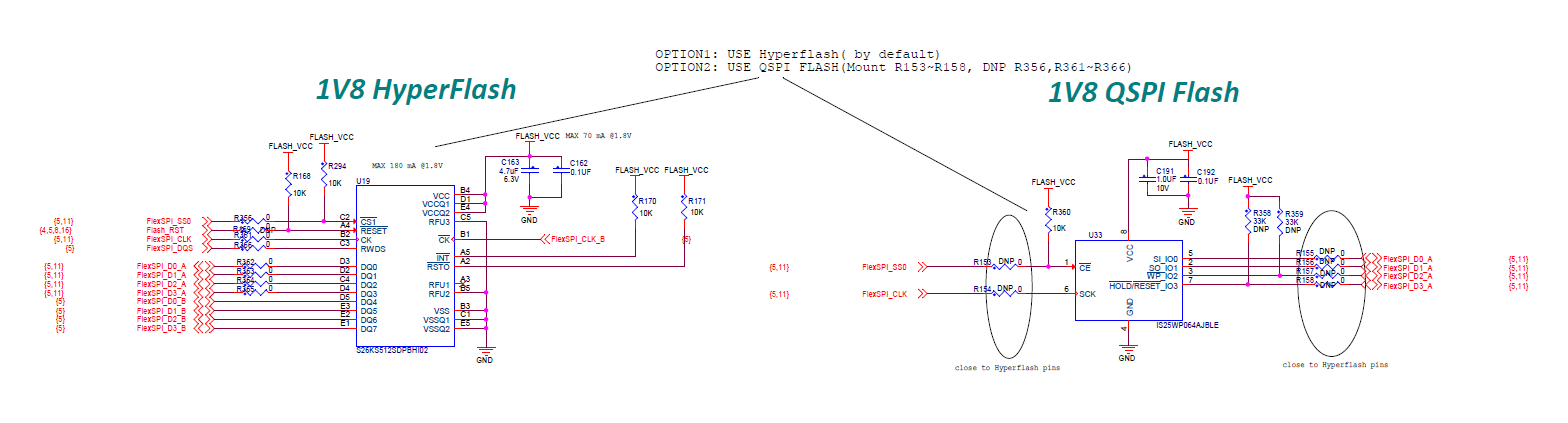 OPTION1: USE Hyperflash( by default)
OPTION2: USE QSPI FLASH(Mount R153~R158, DNP R356,R361~R366)
1V8 HyperFlash
1V8 QSPI Flash
FLASH_VCC
FLASH_VCC
FLASH_VCC MAX 70 mA @1.8V
MAX 180 mA @1.8V
R168
10K
R294
10K
C163
4.7uF
6.3V
C162
0.1UF
GND
FLASH_VCC
FLASH_VCC
R170
10K
R171
10K
U19
{5,11} FlexSPI_SS0 R356 0 C2 CS1
{4,5,8,16} Flash_RST DNP A4 RESET
{5,11} FlexSPI_CLK R361 0 B2 CK
{5} FlexSPI_DQS R366 0 C3 RWDS
{5,11} FlexSPI_D0_A R362 0 D3 DQ0
{5,11} FlexSPI_D1_A R363 0 D2 DQ1
{5,11} FlexSPI_D2_A R364 0 C4 DQ2
{5,11} FlexSPI_D3_A R365 0 D4 DQ3
{5} FlexSPI_D0_B D5 DQ4
{5} FlexSPI_D1_B E3 DQ5
{5} FlexSPI_D2_B E2 DQ6
{5} FlexSPI_D3_B E1 DQ7
VCC B4
VCCQ1 D1
VCCQ2 E4
RFU3 C5
CK B1 FlexSPI_CLK_B {5}
INT A5
RSTO A2
RFU1 A3
RFU2 B5
VSS B3
VSSQ1 C1
VSSQ2 E5
S26KS512SDPBHI02
GND
FLASH_VCC
C191
1.0UF
10V
C192
0.1UF
GND
FLASH_VCC
R360
10K
FLASH_VCC
R358
33K
DNP
R359
33K
DNP
U33
{5,11} FlexSPI_SS0 R153 DNP 0 1 CE
{5,11} FlexSPI_CLK R154 DNP 0 6 SCK
8 VCC
4 GND
SI_IO0 5 R155 DNP 0 FlexSPI_D0_A {5,11}
SO_IO1 2 R156 DNP 0 FlexSPI_D1_A {5,11}
WP_IO2 3 R157 DNP 0 FlexSPI_D2_A {5,11}
HOLD/RESET_IO3 7 R158 DNP 0 FlexSPI_D3_A {5,11}
IS25WP064AJBLE
GND
close to Hyperflash pins
close to Hyperflash pins